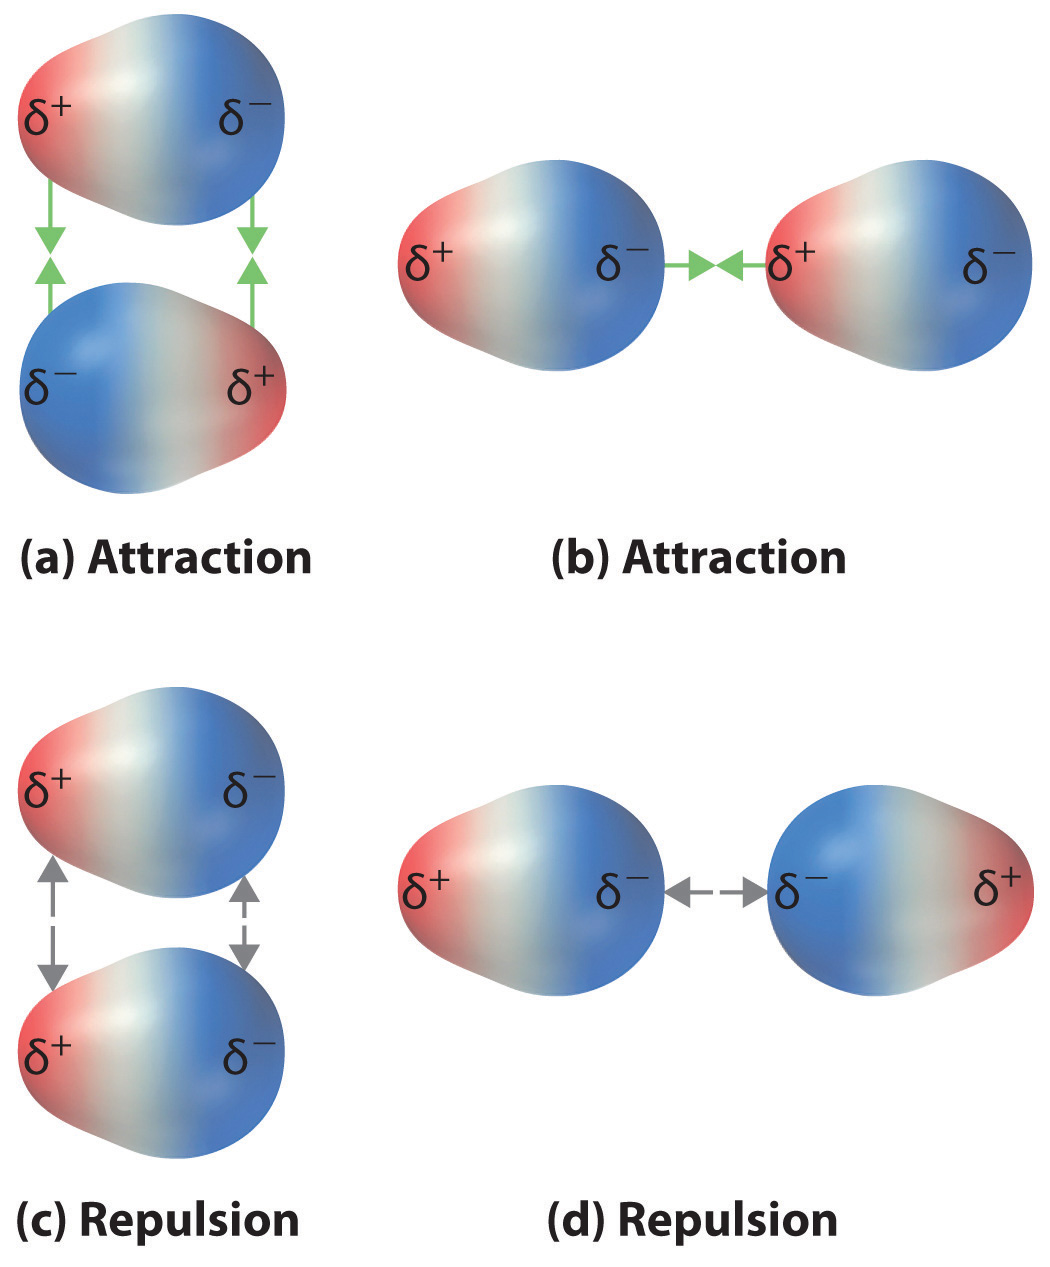 δ⁺ δ⁻
δ⁻ δ⁺
δ⁺ δ⁻ δ⁺ δ⁻
(a) Attraction
(b) Attraction
δ⁺ δ⁻
δ⁺ δ⁻
δ⁺ δ⁻ δ⁻ δ⁺
(c) Repulsion
(d) Repulsion